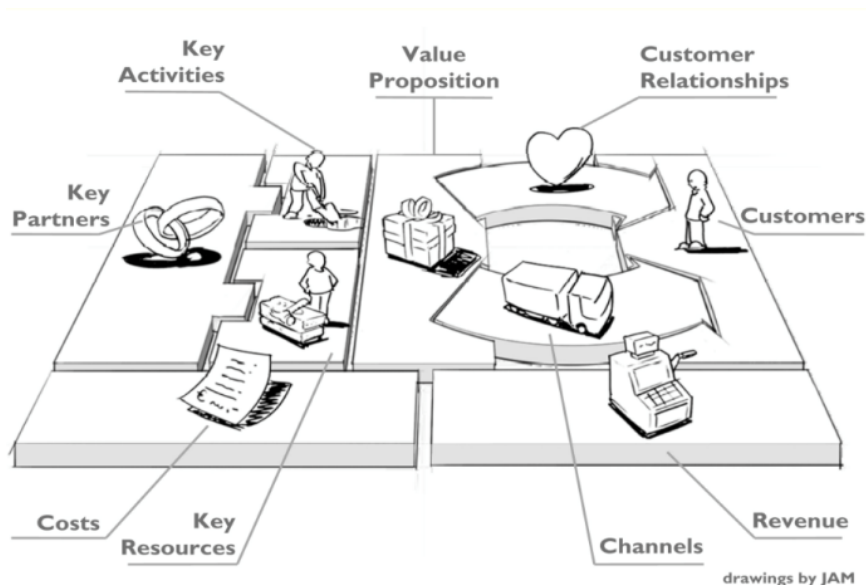 Key
Activities
Value
Proposition
Customer
Relationships
Key
Partners
Customers
Costs
Key
Resources
Channels
Revenue
drawings by JAM